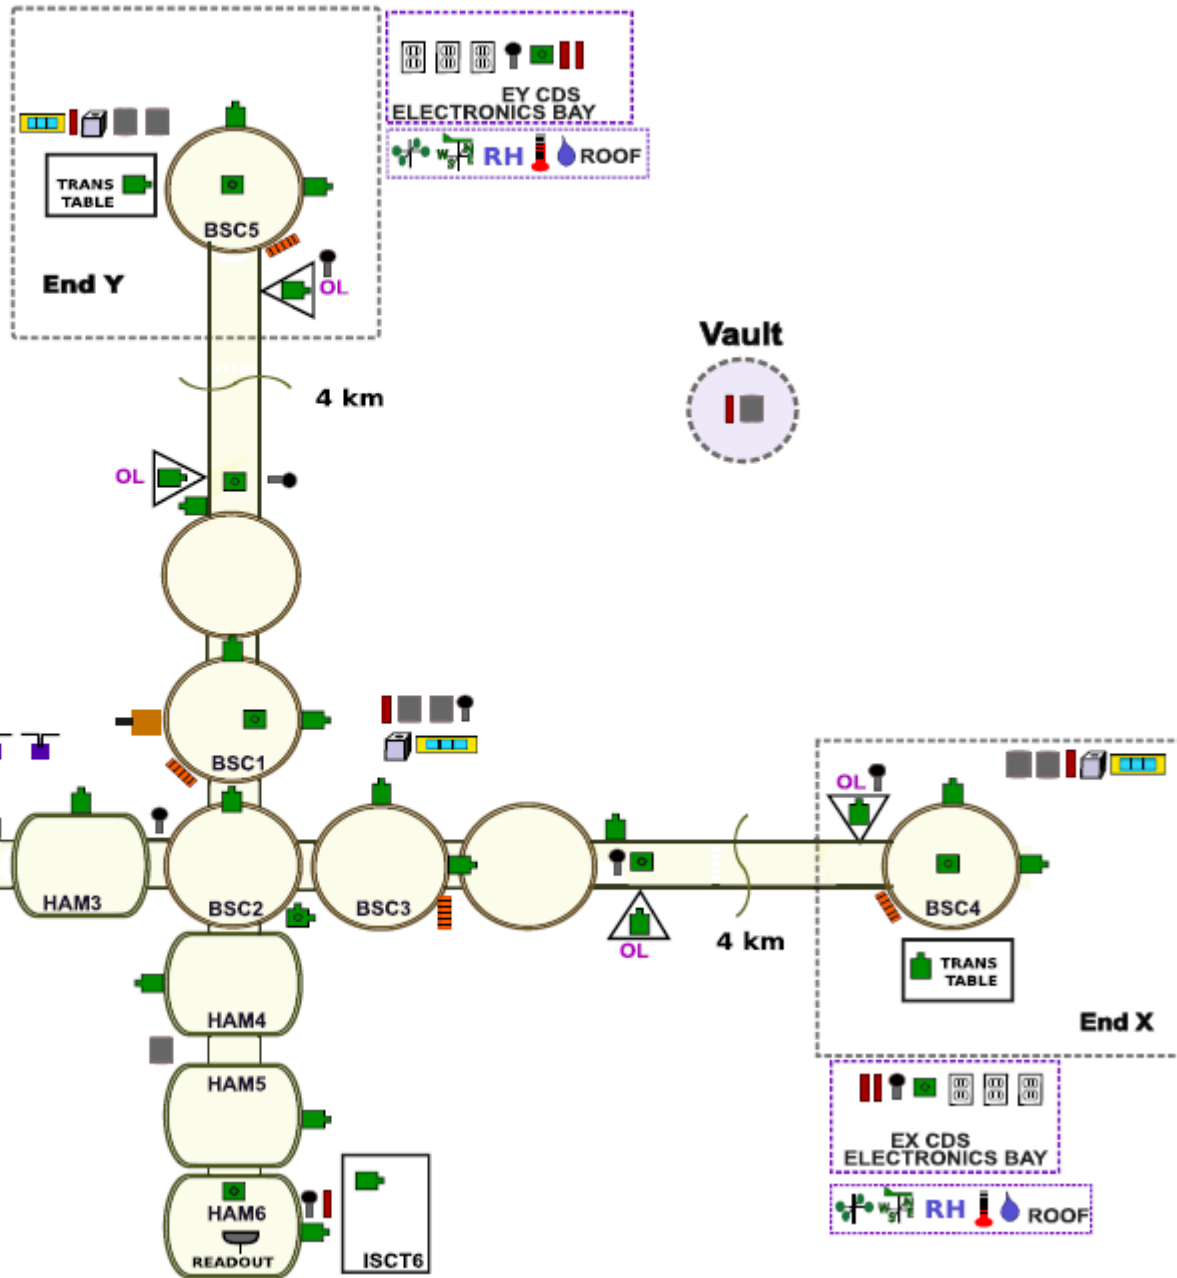 EY CDS
ELECTRONICS BAY
W
S
N
E
RH
ROOF
TRANS
TABLE
BSC5
End Y
OL
Vault
4 km
OL
BSC1
OL
HAM3
BSC2
BSC3
BSC4
OL
4 km
TRANS
TABLE
HAM4
End X
HAM5
EX CDS
ELECTRONICS BAY
HAM6
W
S
N
E
RH
ROOF
READOUT
ISCT6